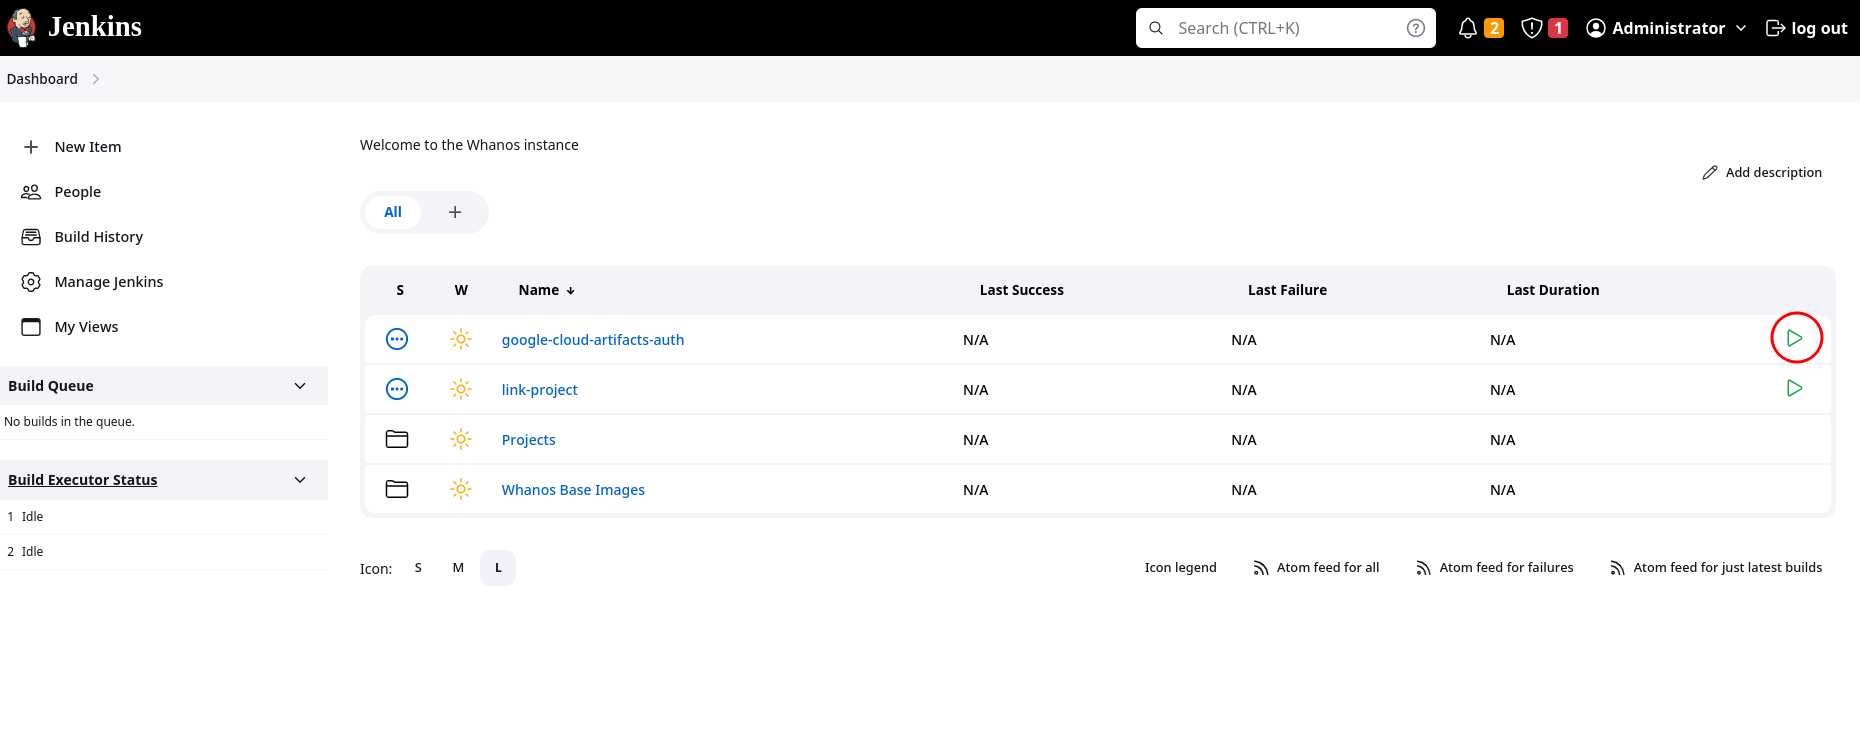 Jenkins
Search (CTRL+K)
2
1
Administrator
log out
Dashboard
New Item
People
Build History
Manage Jenkins
My Views
Build Queue
No builds in the queue.
Build Executor Status
1 Idle
2 Idle
Welcome to the Whanos instance
Add description
All +
S W Name ↓ Last Success Last Failure Last Duration
google-cloud-artifacts-auth N/A N/A N/A
link-project N/A N/A N/A
Projects N/A N/A N/A
Whanos Base Images N/A N/A N/A
Icon: S M L
Icon legend Atom feed for all Atom feed for failures Atom feed for just latest builds